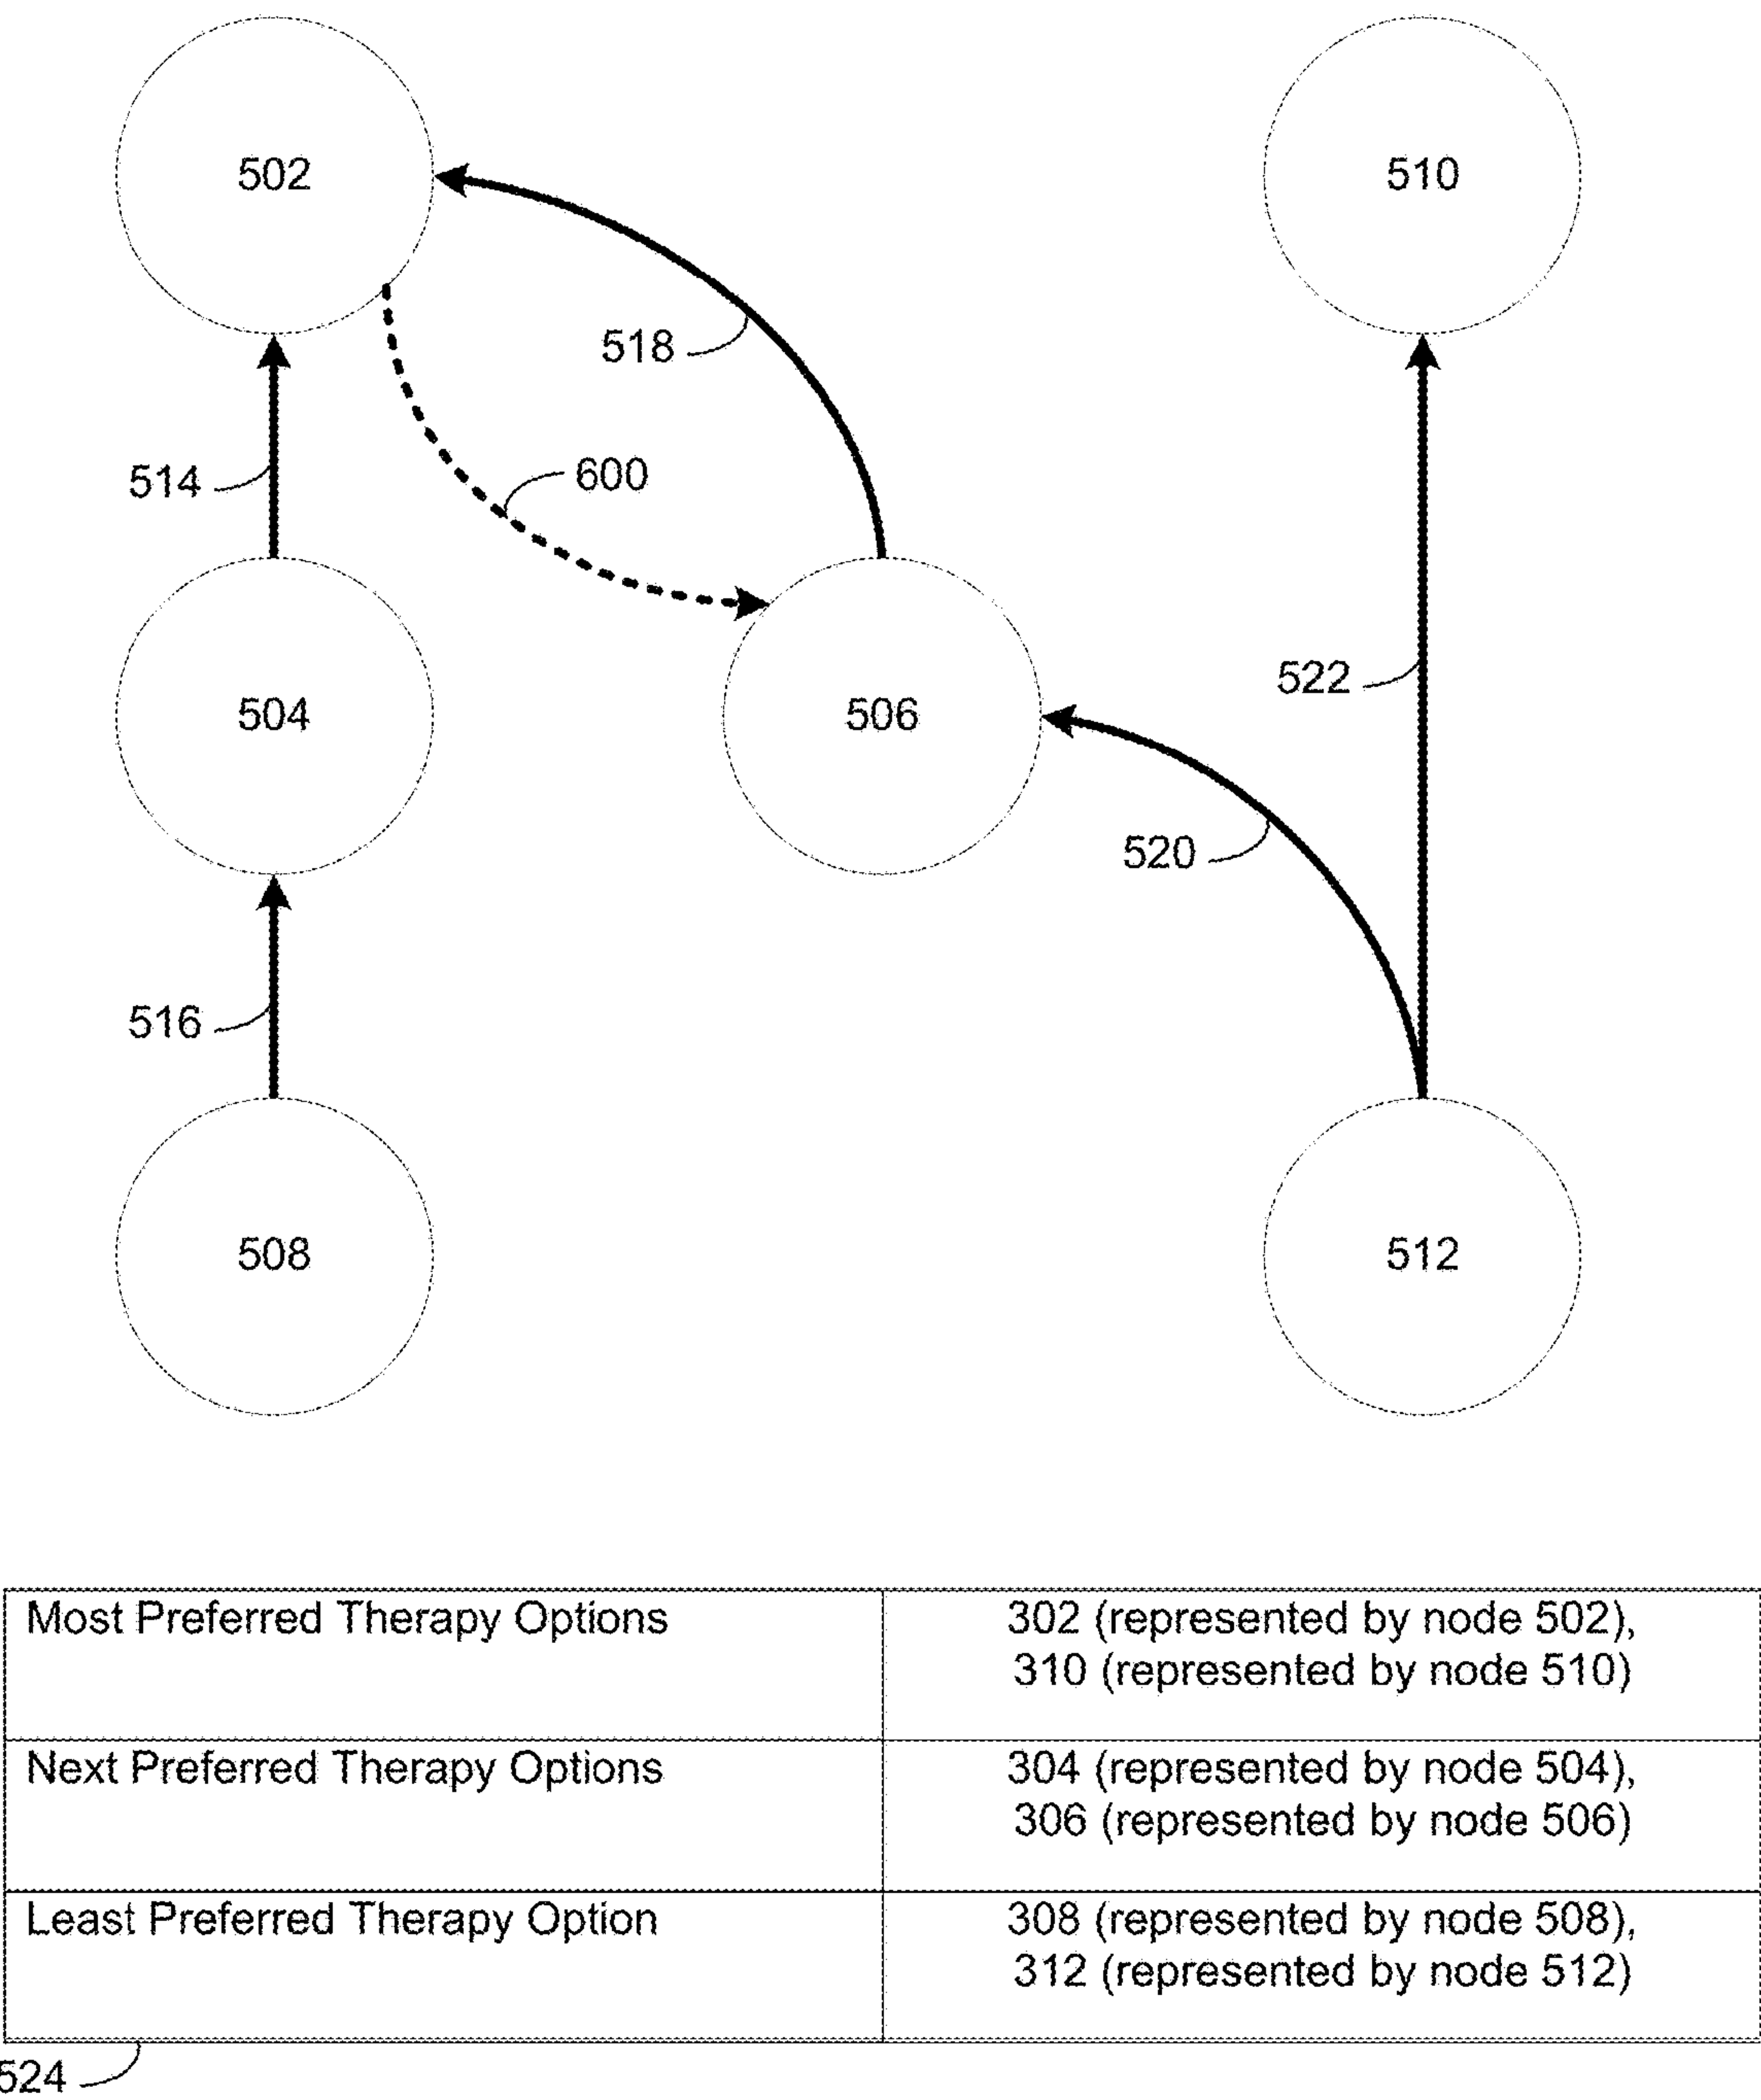 502
510
518
514
600
522
504
506
520
516
508
512
Most Preferred Therapy Options
302 (represented by node 502),
310 (represented by node 510)
Next Preferred Therapy Options
304 (represented by node 504),
306 (represented by node 506)
Least Preferred Therapy Option
308 (represented by node 508),
312 (represented by node 512)
524